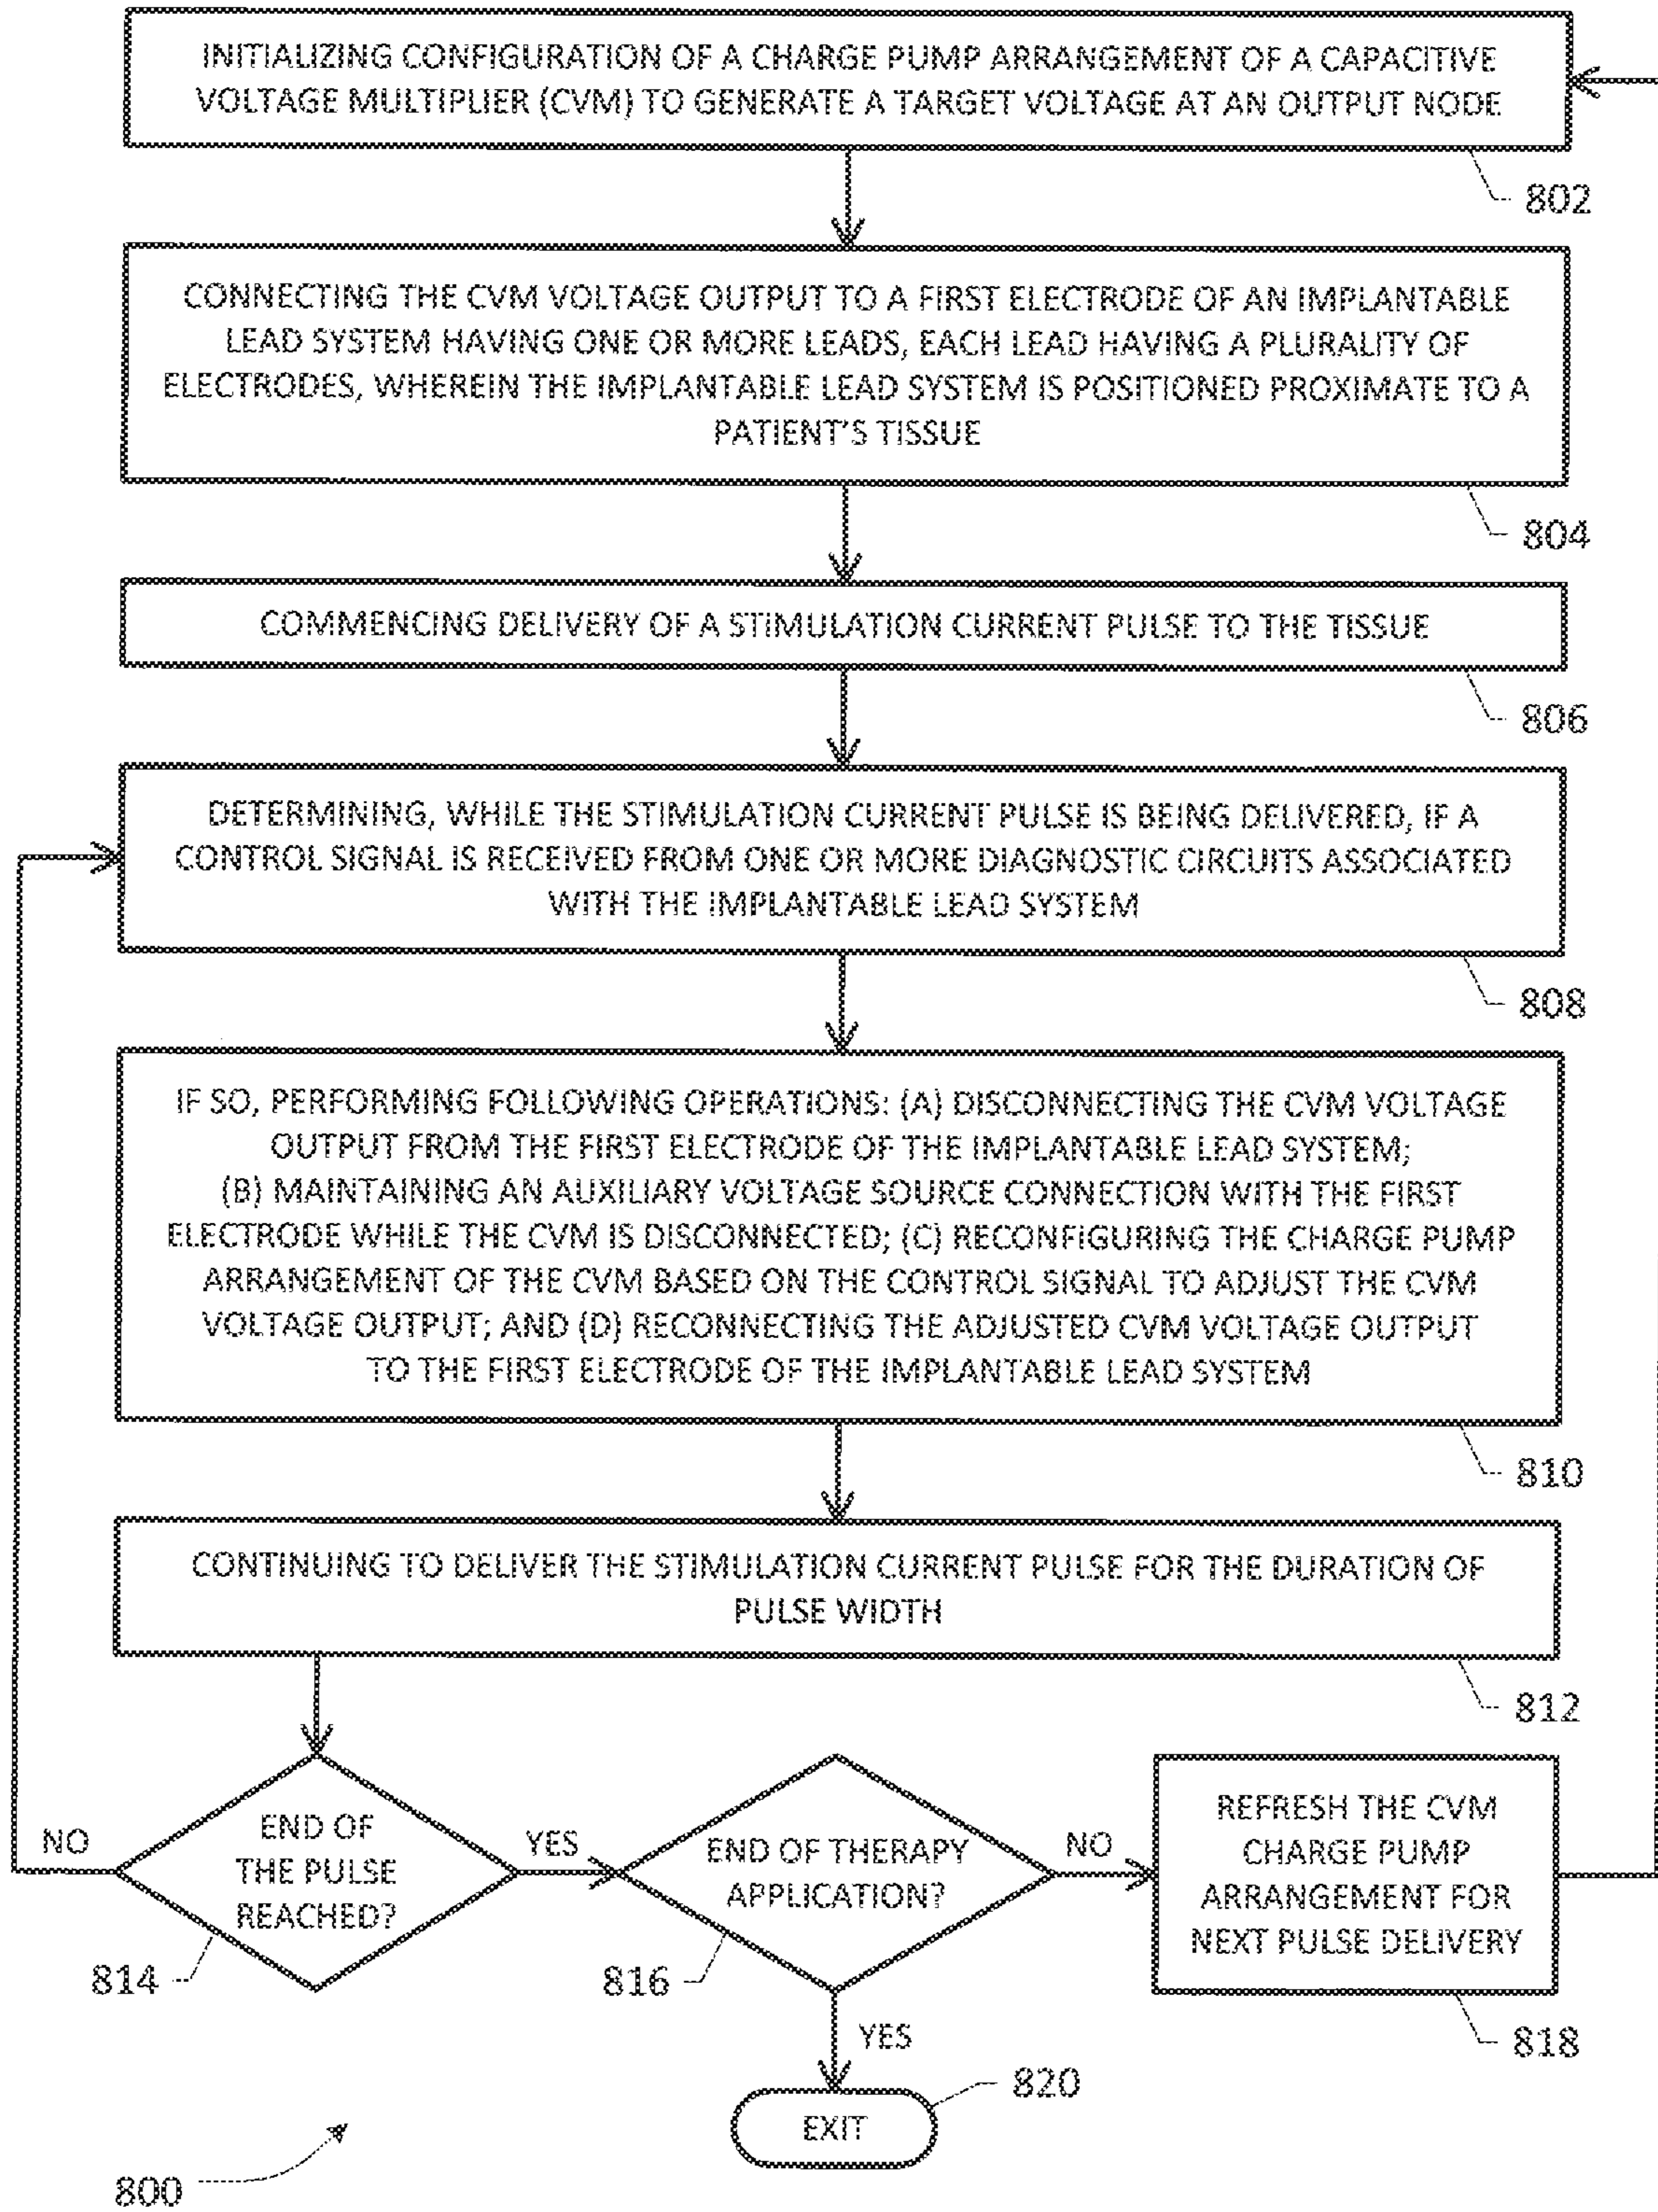 INITIALIZING CONFIGURATION OF A CHARGE PUMP ARRANGEMENT OF A CAPACITIVE
VOLTAGE MULTIPLIER (CVM) TO GENERATE A TARGET VOLTAGE AT AN OUTPUT NODE
802
CONNECTING THE CVM VOLTAGE OUTPUT TO A FIRST ELECTRODE OF AN IMPLANTABLE
LEAD SYSTEM HAVING ONE OR MORE LEADS, EACH LEAD HAVING A PLURALITY OF
ELECTRODES, WHEREIN THE IMPLANTABLE LEAD SYSTEM IS POSITIONED PROXIMATE TO A
PATIENT'S TISSUE
804
COMMENCING DELIVERY OF A STIMULATION CURRENT PULSE TO THE TISSUE
806
DETERMINING, WHILE THE STIMULATION CURRENT PULSE IS BEING DELIVERED, IF A
CONTROL SIGNAL IS RECEIVED FROM ONE OR MORE DIAGNOSTIC CIRCUITS ASSOCIATED
WITH THE IMPLANTABLE LEAD SYSTEM
808
IF SO, PERFORMING FOLLOWING OPERATIONS: (A) DISCONNECTING THE CVM VOLTAGE
OUTPUT FROM THE FIRST ELECTRODE OF THE IMPLANTABLE LEAD SYSTEM;
(B) MAINTAINING AN AUXILIARY VOLTAGE SOURCE CONNECTION WITH THE FIRST
ELECTRODE WHILE THE CVM IS DISCONNECTED; (C) RECONFIGURING THE CHARGE PUMP
ARRANGEMENT OF THE CVM BASED ON THE CONTROL SIGNAL TO ADJUST THE CVM
VOLTAGE OUTPUT; AND (D) RECONNECTING THE ADJUSTED CVM VOLTAGE OUTPUT
TO THE FIRST ELECTRODE OF THE IMPLANTABLE LEAD SYSTEM
810
CONTINUING TO DELIVER THE STIMULATION CURRENT PULSE FOR THE DURATION OF
PULSE WIDTH
812
NO
END OF
THE PULSE
REACHED?
814
YES
END OF THERAPY
APPLICATION?
816
NO
REFRESH THE CVM
CHARGE PUMP
ARRANGEMENT FOR
NEXT PULSE DELIVERY
818
YES
EXIT
820
800